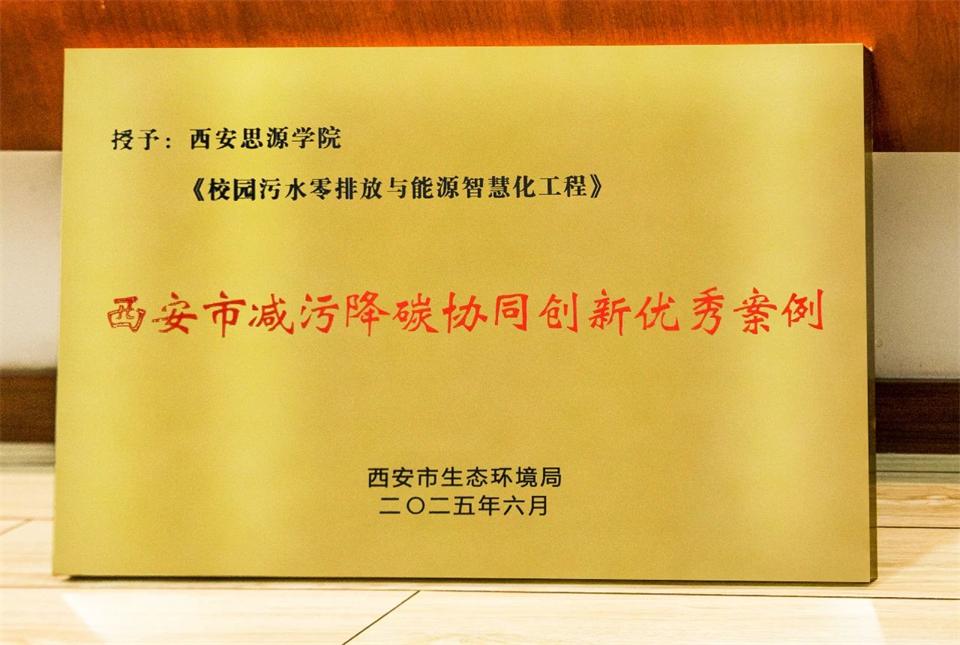 授予：西安思源学院
《校园污水零排放与能源智慧化工程》
西安市减污降碳协同创新优秀案例
西安市生态环境局
二〇二五年六月